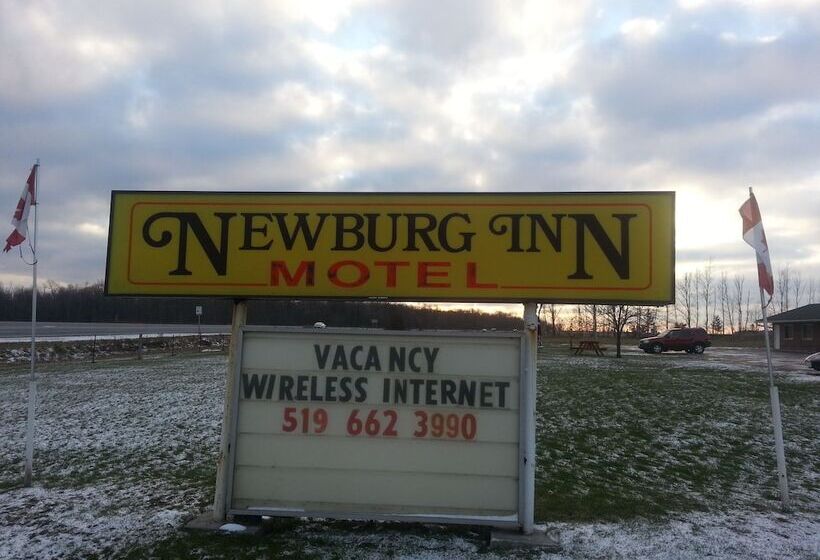 NEWBURG INN
MOTEL
VACANCY
WIRELESS INTERNET
519 662 3990